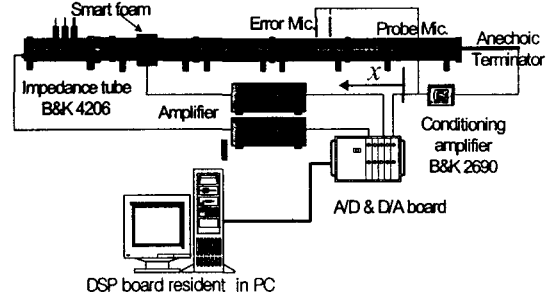 Smart foam
Error Mic.
Probe Mic.
Anechoic
Terminator
Impedance tube
B&K 4206
Amplifier
x
Conditioning
amplifier
B&K 2690
A/D & D/A board
DSP board resident in PC